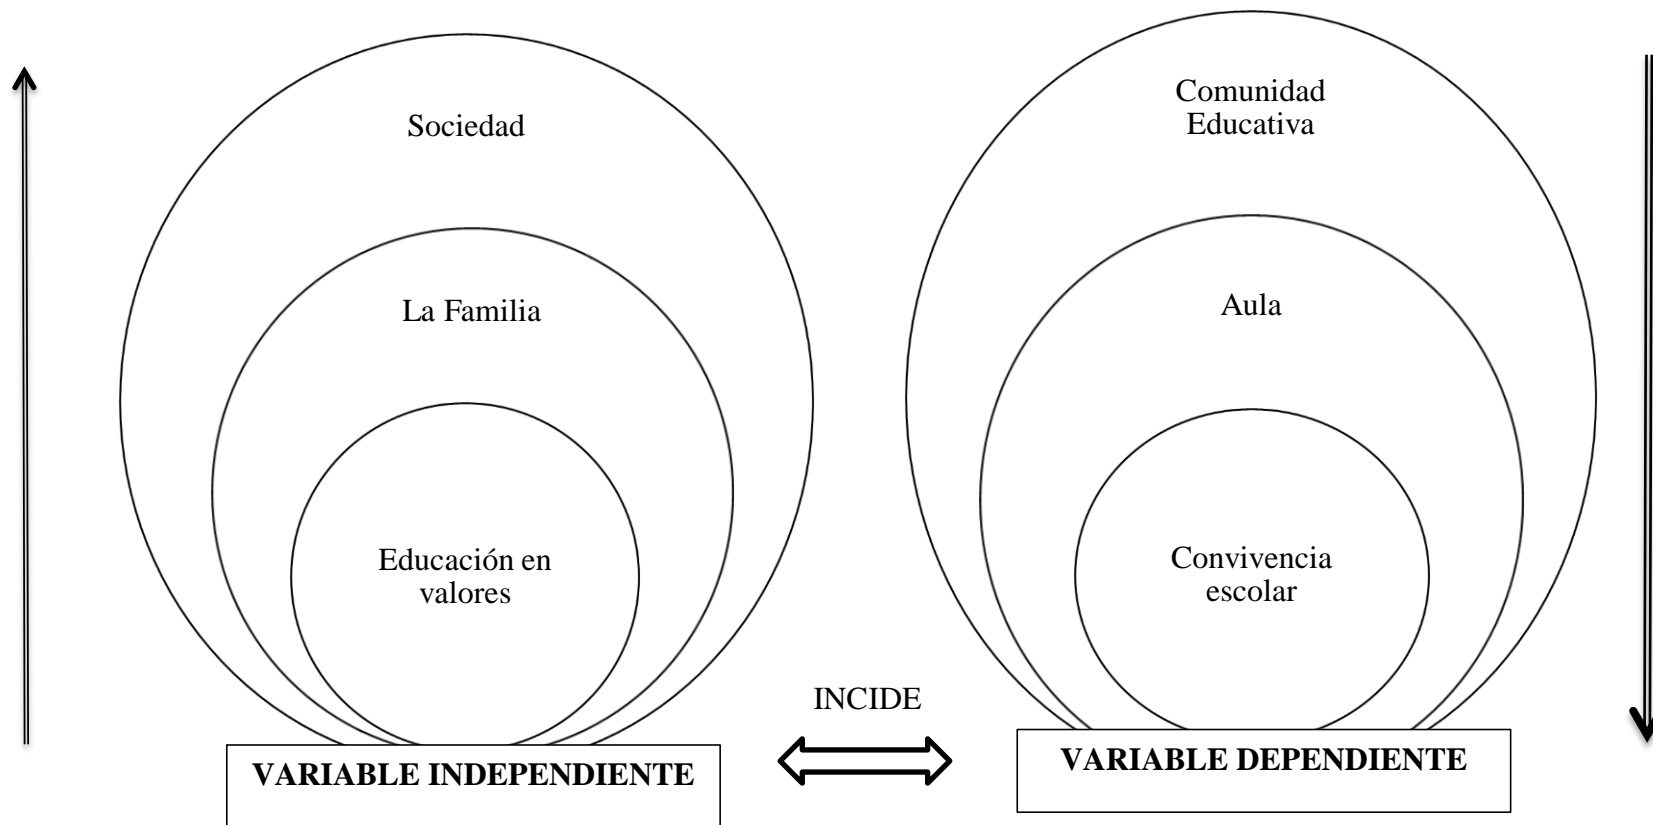 Sociedad
La Familia
Educación en
valores
VARIABLE INDEPENDIENTE
INCIDE
Comunidad
Educativa
Aula
Convivencia
escolar
VARIABLE DEPENDIENTE